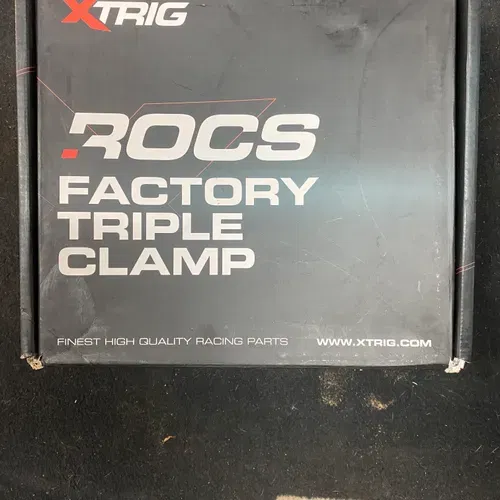 XTRIG
ROCS
FACTORY
TRIPLE
CLAMP
FINEST HIGH QUALITY RACING PARTS WWW.XTRIG.COM